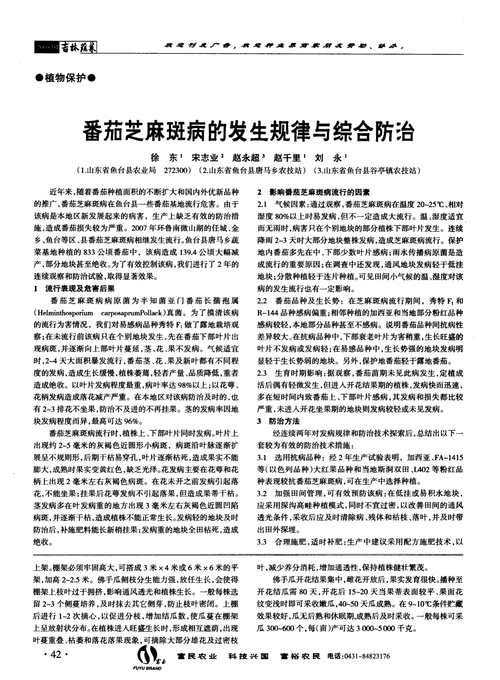 吉林蔬菜
欢迎刊发广告，欢迎种业界商家朋友赞助、协办。
●植物保护●
番茄芝麻斑病的发生规律与综合防治
徐 东¹ 宋志业² 赵永超³ 赵千里¹ 刘 永¹
(1.山东省鱼台县农业局 272300) (2.山东省鱼台县唐马乡农技站) (3.山东省鱼台县谷亭镇农技站)
近年来,随着番茄种植面积的不断扩大和国内外优新品种
的推广,番茄芝麻斑病在鱼台县一些番茄基地流行危害。由于
该病是本地区新发展起来的病害，生产上缺乏有效的防治措
施,造成番茄损失较为严重。2007年环鲁南微山湖的任城、金
乡、鱼台等区、县番茄芝麻斑病相继发生流行,鱼台县唐马乡蔬
菜基地种植的833公顷番茄中，该病造成139.4公顷大幅减
产,部分地块甚至绝收。为了有效控制该病,我们进行了2年的
连续观察和防治试验,取得显著效果。
1 流行表现及危害后果
番茄芝麻斑病病原菌为半知菌亚门番茄长蠕孢属
(Helminthosporium carposaprumPollack)真菌。为了摸清该病
的流行为害情况，我们对易感病品种秀特F₁做了露地栽培观
察:在未流行前该病只在个别地块发生,先在番茄下部叶片出
现病斑,并逐渐向上部叶片蔓延,茎、花、果不发病。气候适宜
时,2~4天大面积暴发流行,番茄茎、花、果及新叶都有不同程
度的发病,造成生长缓慢,植株萎蔫,轻者产量、品质降低,重者
造成绝收。以叶片发病程度最重,病叶率达98%以上;以花萼、
花柄发病造成落花减产严重。在本地区对该病防治及时的,也
有2~3排花不坐果,防治不及进的不再挂果。茎的发病率因地
块发病程度而异,最高可达96%。
番茄芝麻斑病流行时,植株上、下部叶片同时发病。叶片上
出现约2~5毫米的灰褐色近圆形小病斑，病斑沿叶脉逐渐扩
展呈不规则形,后期干枯易穿孔,叶片逐渐枯死,造成果实不能
膨大,成熟时果实变黄红色,缺乏光泽。花发病主要在花萼和花
柄上出现2毫米左右灰褐色病斑。在花未开之前发病引起落
花,不能坐果;挂果后花萼发病不引起落果,但造成果蒂干枯。
茎发病多在叶发病重的地方出现3毫米左右灰褐色近圆凹陷
病斑,并逐渐干枯,造成植株不能正常生长。发病轻的地块及时
防治后,补施肥料能长新梢挂果;发病重的地块全田枯死,造成
绝收。
2 影响番茄芝麻斑病流行的因素
2.1 气候因素:通过观察,番茄芝麻斑病在温度20~25℃,相对
湿度80%以上时易发病,但不一定造成大流行。温、湿度适宜
而无雨时,病害只在个别地块的部分植株下部叶片发生。连续
降雨2~3天时大部分地块整株发病,造成芝麻斑病流行。保护
地内番茄多先在中、下部少数叶片感病;雨水传播病原菌是造
成流行的重要原因;在调查中还发现,通风地块发病轻于低洼
地块;分散种植轻于连片种植。可见田间小气候的温、湿度对该
病的发生流行也有一定影响。
2.2 番茄品种及生长势：在芝麻斑病流行期间，秀特F₁和
R-144品种感病偏重;相邻种植的加西亚和当地部分粉红品种
感病较轻,本地部分品种甚至不感病。说明番茄品种间抗病性
差异较大。在抗病品种中,下部衰老叶片为害稍重,生长旺盛的
叶片不发病或发病轻;在易感品种中,生长势强的地块发病明
显轻于生长势弱的地块。另外,保护地番茄轻于露地番茄。
2.3 生育时期影响:据观察,番茄苗期未见此病发生,定植成
活后偶有轻微发生,但进入开花结果期的植株,发病快而迅速,
多在短时间内致番茄上、下部叶片感病,其发病和损失都比较
严重,未进入开花坐果期的地块则发病较轻或未见发病。
3 防治方法
经连续两年对发病规律和防治技术探索后,总结出以下一
套较为有效的防治技术措施：
3.1 选用抗病品种：经2年生产试验表明，加西亚、FA-1415
等(以色列品种)大红果品种和当地斯洞双田、L402等粉红品
种表现较抗番茄芝麻斑病,可在生产中选择种植。
3.2 加强田间管理,可有效预防该病:在低洼或易积水地块,
应采用深沟高畦种植模式,同时不宜过密,以改善田间的通风
透光条件,采收后应及时清除病、残体和枯枝、落叶,并及时带
出田外深埋。
3.3 合理施肥,适时补肥:生产中建议采用配方施肥技术,以
上架。棚架必须牢固高大,可搭成3米×4米或6米×6米的平
架,加高2~2.5米。佛手瓜侧枝分生能力强,放任生长,会使得
棚架上枝叶过于拥挤,影响通风透光和植株生长。一般每株选
留2~3个侧蔓培养,及时抹去其它侧芽,防止枝叶密闭。上棚
后进行1~2次摘心,以促进分枝,增加结瓜数,使瓜蔓在棚架
上呈放射状分布。在植株进入旺盛生长时,形成相互遮荫,出现
叶蔓重叠、枯萎和落花落果现象,可摘除大部分雄花及过密枝
叶,减少养分消耗,增加通透性,保持植株健壮繁茂。
佛手瓜开花结果集中,雌花开放后,果实发育很快。播种至
开花结瓜需80天,开花后15~20天当果蒂表面较平、果面花
纹变浅时即可采收嫩瓜,40~50天瓜成熟。在9~10℃条件贮藏
效果较好,瓜无后熟和休眠期,成熟后及时采收。一般每株可采
瓜300~600个,每(亩)产可达3 000~5 000千克。
·42·
FUYU BRAND
富民农业 科技兴国 富裕农民 电话:0431-84823176